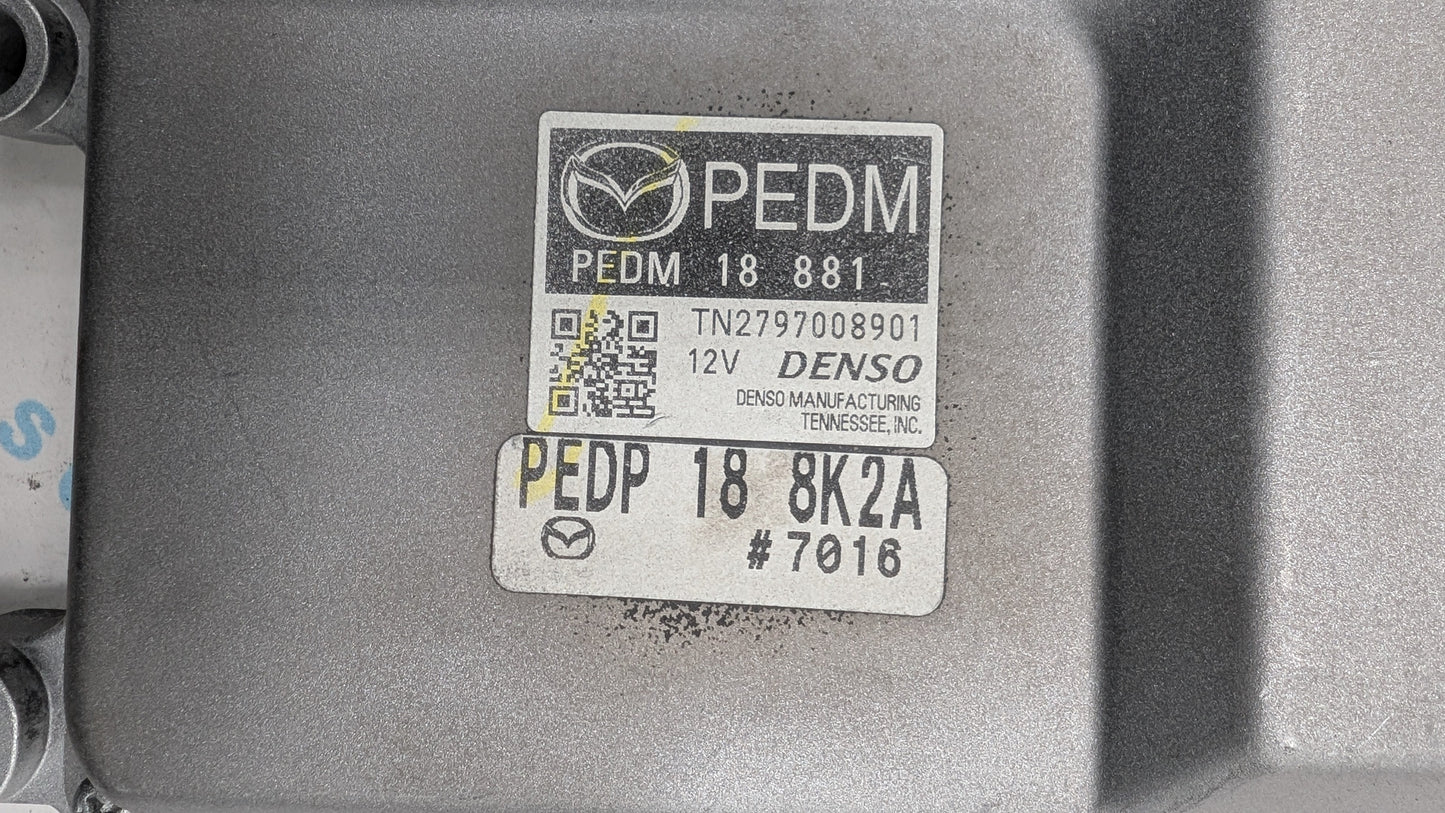 PEDM
PEDM 18 881-
TN2797008901
12V DENSO
DENSO MANUFACTURING
TENNESSEE, INC.
PEDP 18 8K2A
#7016
S